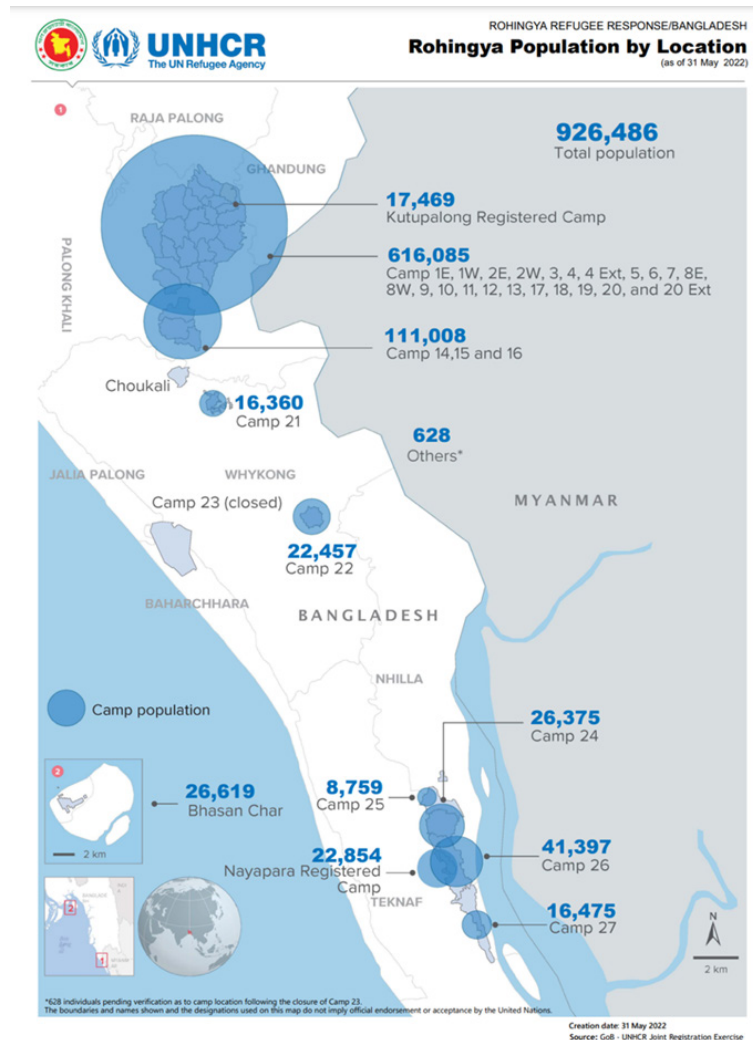 ROHINGYA REFUGEE RESPONSE/BANGLADESH
UNHCR
The UN Refugee Agency
Rohingya Population by Location
(as of 31 May 2022)
1
RAJA PALONG
926,486
Total population
GHANDUNG
17,469
Kutupalong Registered Camp
PALONG KHALI
616,085
Camp 1E, 1W, 2E, 2W, 3, 4, 4 Ext, 5, 6, 7, 8E,
8W, 9, 10, 11, 12, 13, 17, 18, 19, 20, and 20 Ext
111,008
Camp 14,15 and 16
Choukali
16,360
Camp 21
628
Others*
JALIA PALONG
WHYKONG
Camp 23 (closed)
MYANMAR
22,457
Camp 22
BAHARCHHARA
BANGLADESH
NHILLA
Camp population
26,375
Camp 24
2
26,619
Bhasan Char
8,759
Camp 25
2 km
41,397
Camp 26
22,854
Nayapara Registered
Camp
TEKNAF
16,475
Camp 27
2
1
N
2 km
*628 individuals pending verification as to camp location following the closure of Camp 23.
The boundaries and names shown and the designations used on this map do not imply official endorsement or acceptance by the United Nations.
Creation date: 31 May 2022
Source: GoB - UNHCR Joint Registration Exercise